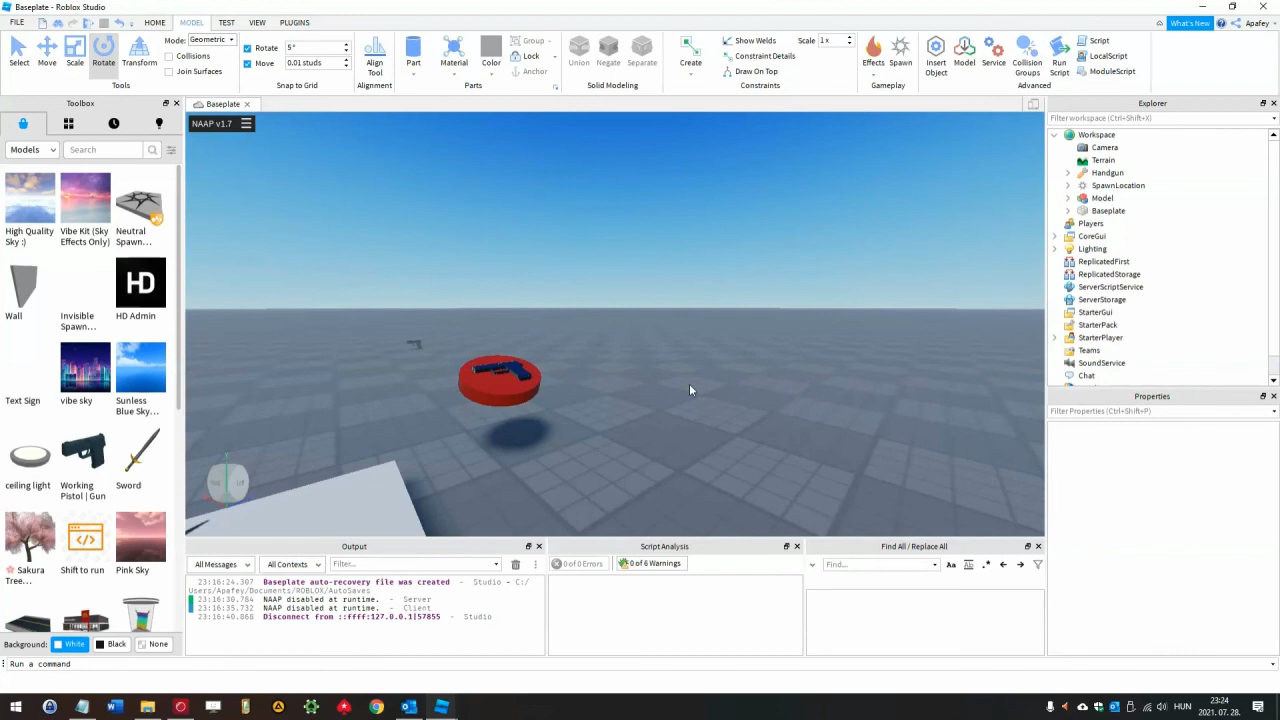 Baseplate - Roblox Studio
FILE HOME MODEL TEST VIEW PLUGINS What's New Apafey
Select Move Scale Rotate Transform
Mode: Geometric
Collisions
Join Surfaces
Tools
Rotate 5°
Move 0.01 studs
Snap to Grid
Align Tool
Alignment
Part Material Color
Group
Lock
Anchor
Parts
Union Negate Separate
Solid Modeling
Create
Show Welds
Constraint Details
Draw On Top
Scale 1 x
Constraints
Effects Spawn
Gameplay
Insert Object
Model Service
Collision Groups
Run Script
Script
LocalScript
ModuleScript
Advanced
Toolbox
Models Search
High Quality Sky :)
Vibe Kit (Sky Effects Only)
Neutral Spawn...
Wall
Invisible Spawn...
HD
HD Admin
Text Sign
vibe sky
Sunless Blue Sky...
ceiling light
Working Pistol | Gun
Sword
Sakura Tree...
Shift to run
Pink Sky
Background: White Black None
Baseplate
NAAP v1.7
Explorer
Filter workspace (Ctrl+Shift+X)
Workspace
Camera
Terrain
Handgun
SpawnLocation
Model
Baseplate
Players
CoreGui
Lighting
ReplicatedFirst
ReplicatedStorage
ServerScriptService
ServerStorage
StarterGui
StarterPack
StarterPlayer
Teams
SoundService
Chat
Properties
Filter Properties (Ctrl+Shift+P)
Output
All Messages All Contexts Filter...
23:16:24.307 Baseplate auto-recovery file was created - Studio - C:/
Users/Apafey/Documents/ROBLOX/AutoSaves
23:16:30.784 NAAP disabled at runtime. - Server
23:16:35.732 NAAP disabled at runtime. - Client
23:16:40.868 Disconnect from ::ffff:127.0.0.1|57855 - Studio
Script Analysis
0 of 0 Errors 0 of 6 Warnings
Find All / Replace All
Find... Aa Ab .*
Run a command
HUN
23:24
2021. 07. 28.